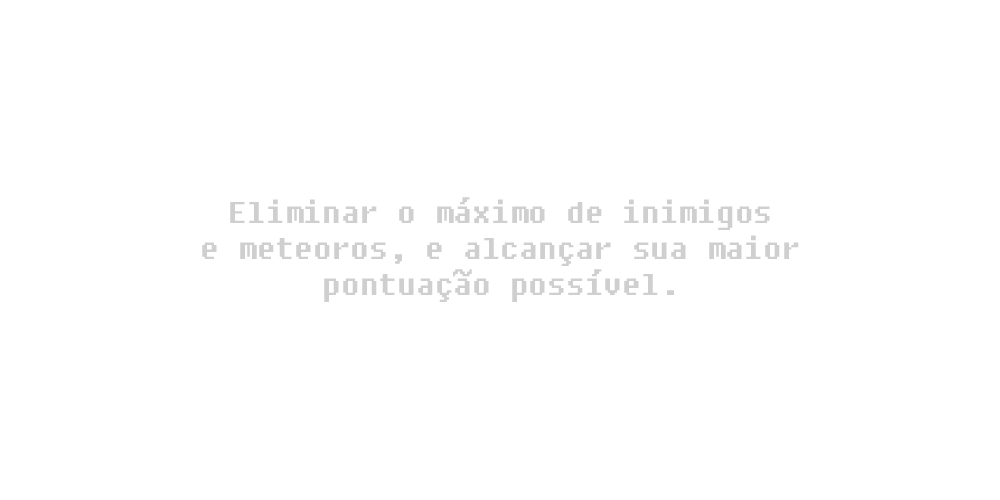 Eliminar o máximo de inimigos
e meteoros, e alcançar sua maior
pontuação possível.